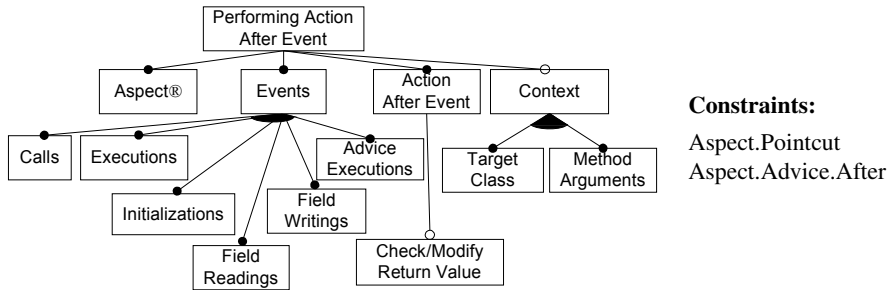 Performing Action
After Event
Aspect®
Events
Action
After Event
Context
Constraints:
Aspect.Pointcut
Aspect.Advice.After
Calls
Executions
Advice
Executions
Target
Class
Method
Arguments
Initializations
Field
Writings
Field
Readings
Check/Modify
Return Value